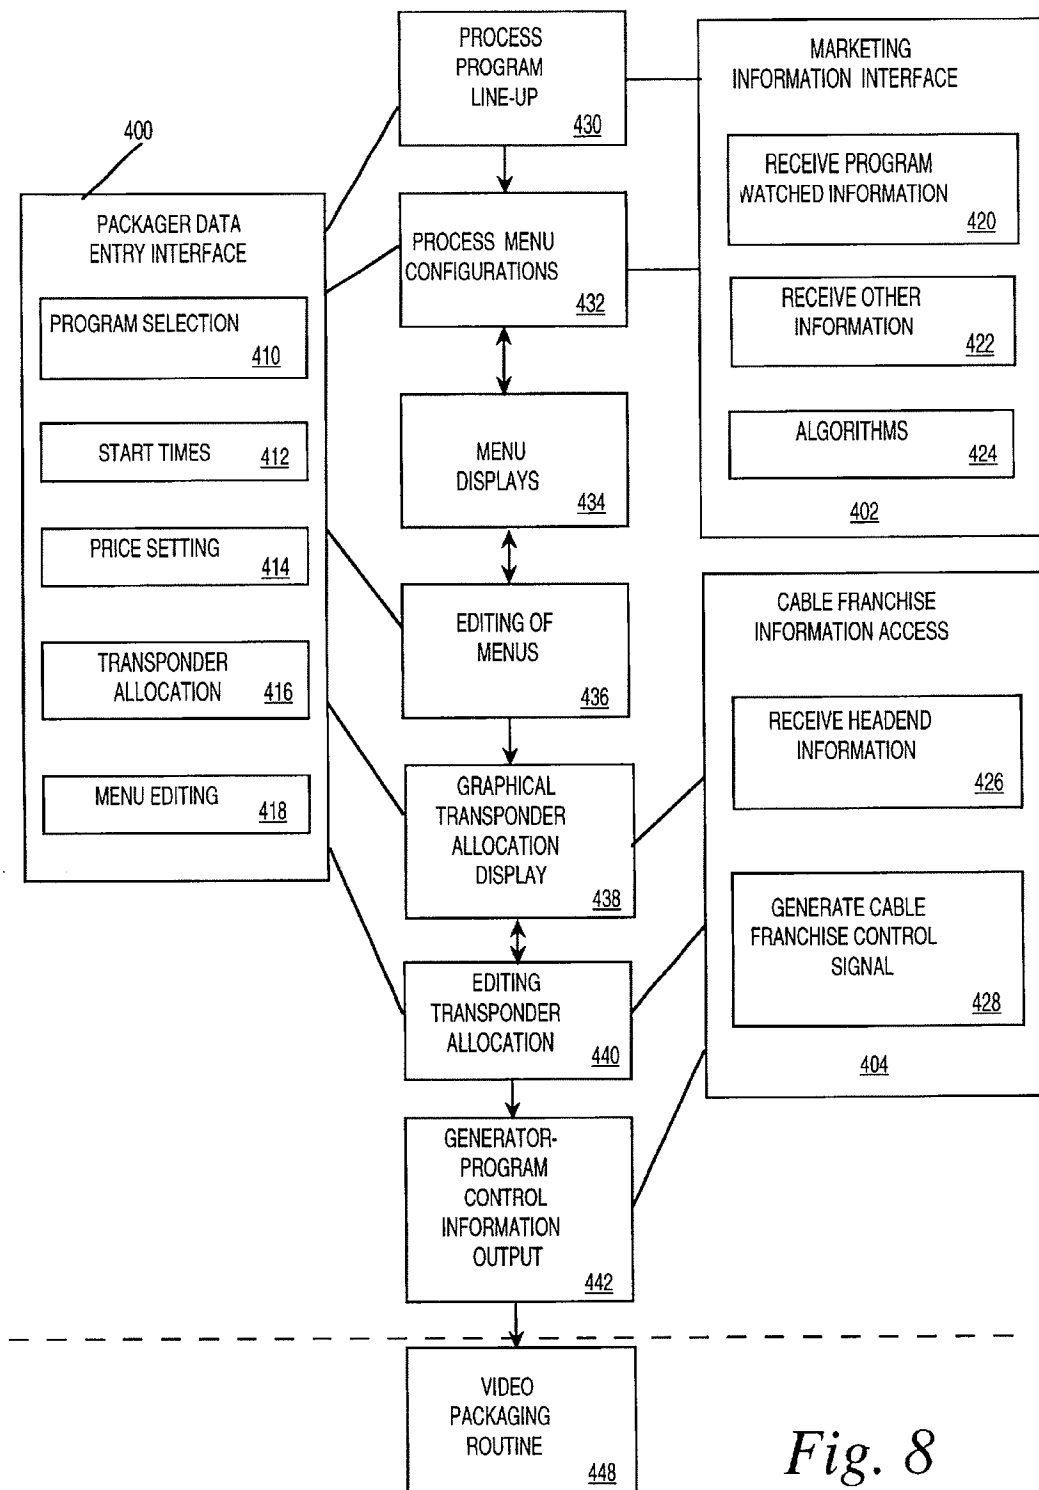 400
PACKAGER DATA
ENTRY INTERFACE
PROGRAM SELECTION
410
START TIMES
412
PRICE SETTING
414
TRANSPONDER
ALLOCATION
416
MENU EDITING
418
PROCESS
PROGRAM
LINE-UP
430
PROCESS MENU
CONFIGURATIONS
432
MENU
DISPLAYS
434
EDITING OF
MENUS
436
GRAPHICAL
TRANSPONDER
ALLOCATION
DISPLAY
438
EDITING
TRANSPONDER
ALLOCATION
440
GENERATOR-
PROGRAM
CONTROL
INFORMATION
OUTPUT
442
VIDEO
PACKAGING
ROUTINE
448
MARKETING
INFORMATION INTERFACE
RECEIVE PROGRAM
WATCHED INFORMATION
420
RECEIVE OTHER
INFORMATION
422
ALGORITHMS
424
402
CABLE FRANCHISE
INFORMATION ACCESS
RECEIVE HEADEND
INFORMATION
426
GENERATE CABLE
FRANCHISE CONTROL
SIGNAL
428
404
Fig. 8